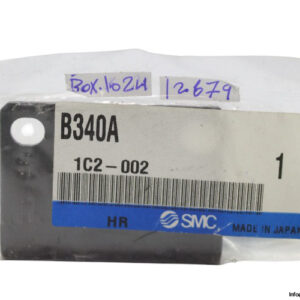 BOX.1024 12679
B340A
1C2-002
1
HR SMC MADE IN JAPAN